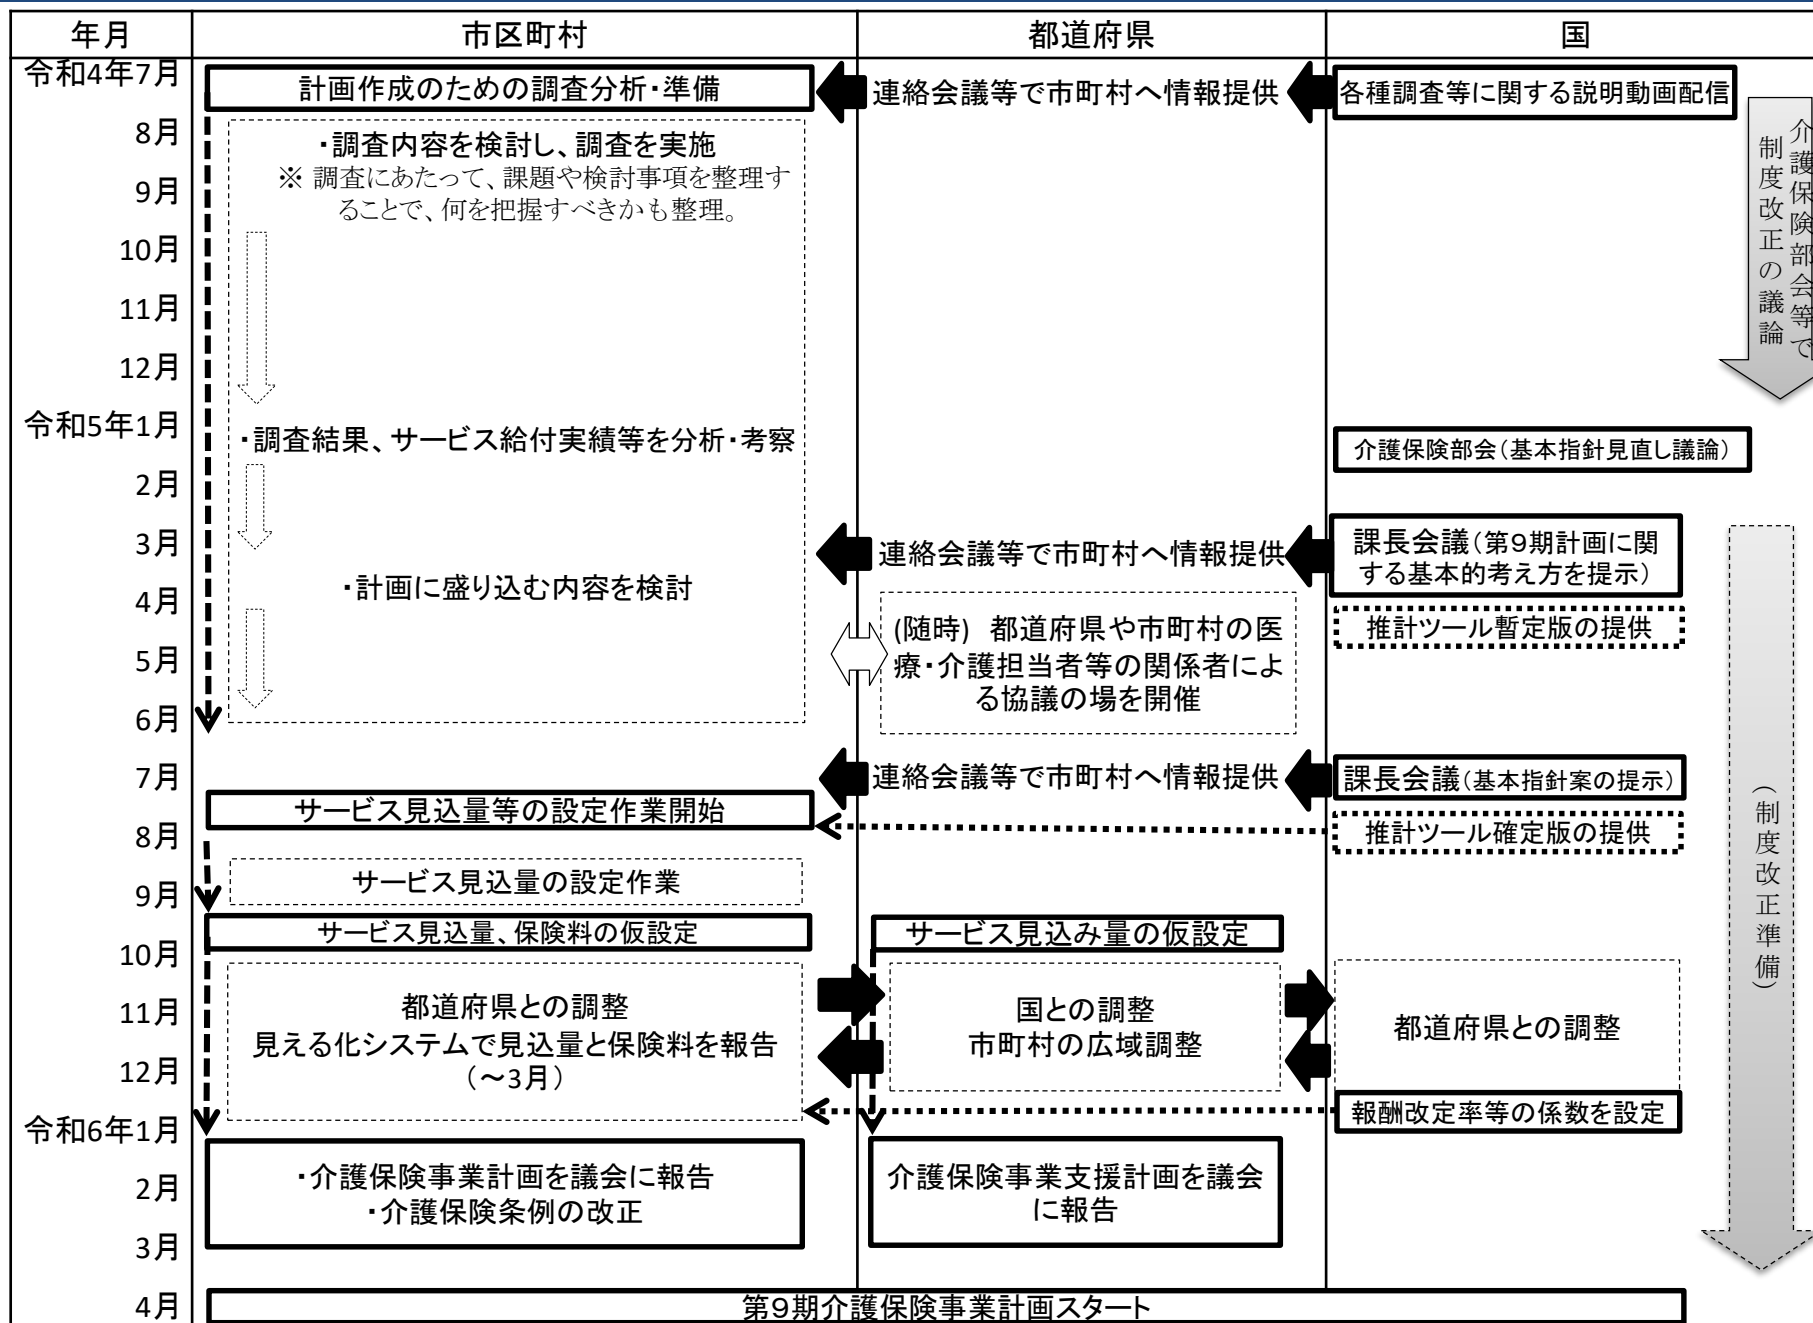 年月
市区町村
都道府県
国
令和4年7月
計画作成のための調査分析・準備
連絡会議等で市町村へ情報提供
各種調査等に関する説明動画配信
介護保険部会等で
制度改正の議論
8月
・調査内容を検討し、調査を実施
※ 調査にあたって、課題や検討事項を整理す
ることで、何を把握すべきかも整理。
9月
10月
11月
12月
令和5年1月
・調査結果、サービス給付実績等を分析・考察
介護保険部会（基本指針見直し議論）
2月
3月
連絡会議等で市町村へ情報提供
課長会議（第９期計画に関
する基本的考え方を提示）
・計画に盛り込む内容を検討
4月
(随時) 都道府県や市町村の医
療・介護担当者等の関係者によ
る協議の場を開催
推計ツール暫定版の提供
5月
6月
7月
連絡会議等で市町村へ情報提供
課長会議（基本指針案の提示）
サービス見込量等の設定作業開始
8月
推計ツール確定版の提供
（制度改正準備）
9月
サービス見込量の設定作業
サービス見込量、保険料の仮設定
サービス見込み量の仮設定
10月
11月
都道府県との調整
見える化システムで見込量と保険料を報告
（～3月）
国との調整
市町村の広域調整
都道府県との調整
12月
報酬改定率等の係数を設定
令和6年1月
・介護保険事業計画を議会に報告
・介護保険条例の改正
介護保険事業支援計画を議会
に報告
2月
3月
4月
第９期介護保険事業計画スタート